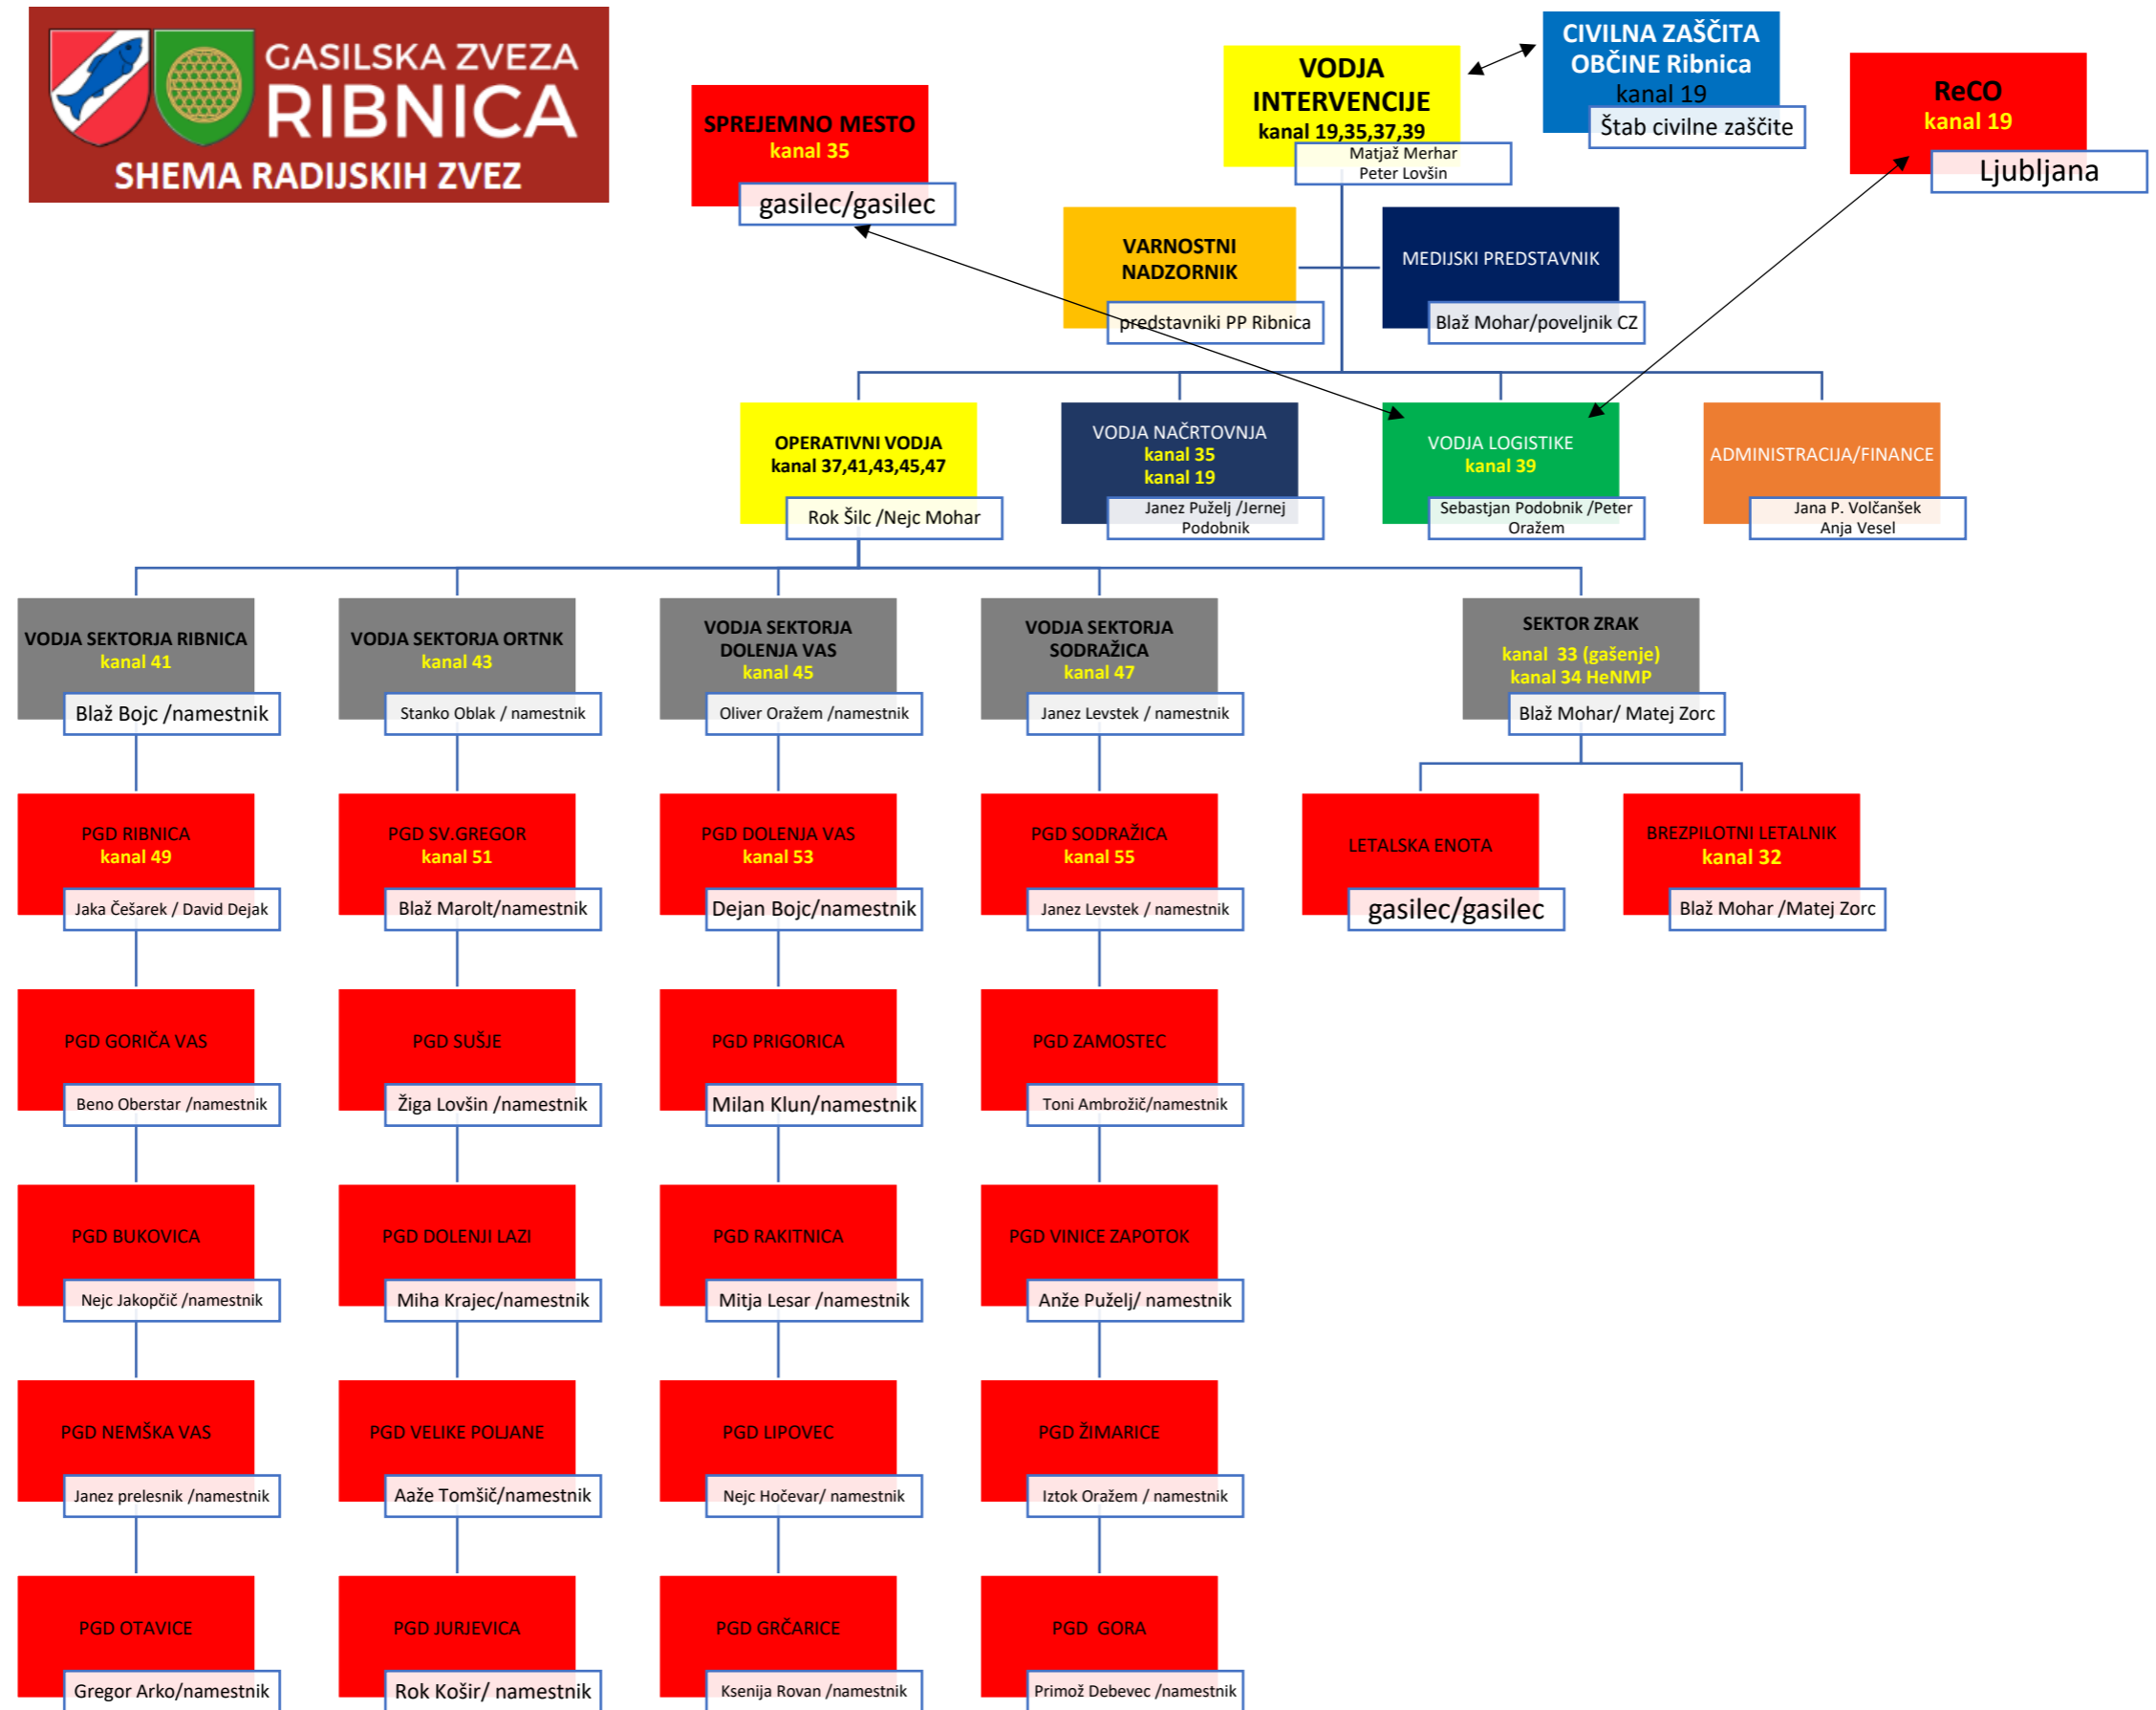 GASILSKA ZVEZA
RIBNICA
SHEMA RADIJSKIH ZVEZ
SPREJEMNO MESTO
kanal 35
gasilec/gasilec
VODJA
INTERVENCIJE
kanal 19,35,37,39
Matjaž Merhar
Peter Lovšin
CIVILNA ZAŠČITA
OBČINE Ribnica
kanal 19
Štab civilne zaščite
ReCO
kanal 19
Ljubljana
VARNOSTNI
NADZORNIK
predstavniki PP Ribnica
MEDIJSKI PREDSTAVNIK
Blaž Mohar/poveljnik CZ
OPERATIVNI VODJA
kanal 37,41,43,45,47
Rok Šilc /Nejc Mohar
VODJA NAČRTOVNJA
kanal 35
kanal 19
Janez Puželj /Jernej
Podobnik
VODJA LOGISTIKE
kanal 39
Sebastjan Podobnik /Peter
Oražem
ADMINISTRACIJA/FINANCE
Jana P. Volčanšek
Anja Vesel
VODJA SEKTORJA RIBNICA
kanal 41
Blaž Bojc /namestnik
VODJA SEKTORJA ORTNK
kanal 43
Stanko Oblak / namestnik
VODJA SEKTORJA
DOLENJA VAS
kanal 45
Oliver Oražem /namestnik
VODJA SEKTORJA
SODRAŽICA
kanal 47
Janez Levstek / namestnik
SEKTOR ZRAK
kanal 33 (gašenje)
kanal 34 HeNMP
Blaž Mohar/ Matej Zorc
PGD RIBNICA
kanal 49
Jaka Češarek / David Dejak
PGD SV.GREGOR
kanal 51
Blaž Marolt/namestnik
PGD DOLENJA VAS
kanal 53
Dejan Bojc/namestnik
PGD SODRAŽICA
kanal 55
Janez Levstek / namestnik
LETALSKA ENOTA
gasilec/gasilec
BREZPILOTNI LETALNIK
kanal 32
Blaž Mohar /Matej Zorc
PGD GORIČA VAS
Beno Oberstar /namestnik
PGD SUŠJE
Žiga Lovšin /namestnik
PGD PRIGORICA
Milan Klun/namestnik
PGD ZAMOSTEC
Toni Ambrožič/namestnik
PGD BUKOVICA
Nejc Jakopčič /namestnik
PGD DOLENJI LAZI
Miha Krajec/namestnik
PGD RAKITNICA
Mitja Lesar /namestnik
PGD VINICE ZAPOTOK
Anže Puželj/ namestnik
PGD NEMŠKA VAS
Janez prelesnik /namestnik
PGD VELIKE POLJANE
Aaže Tomšič/namestnik
PGD LIPOVEC
Nejc Hočevar/ namestnik
PGD ŽIMARICE
Iztok Oražem / namestnik
PGD OTAVICE
Gregor Arko/namestnik
PGD JURJEVICA
Rok Košir/ namestnik
PGD GRČARICE
Ksenija Rovan /namestnik
PGD GORA
Primož Debevec /namestnik